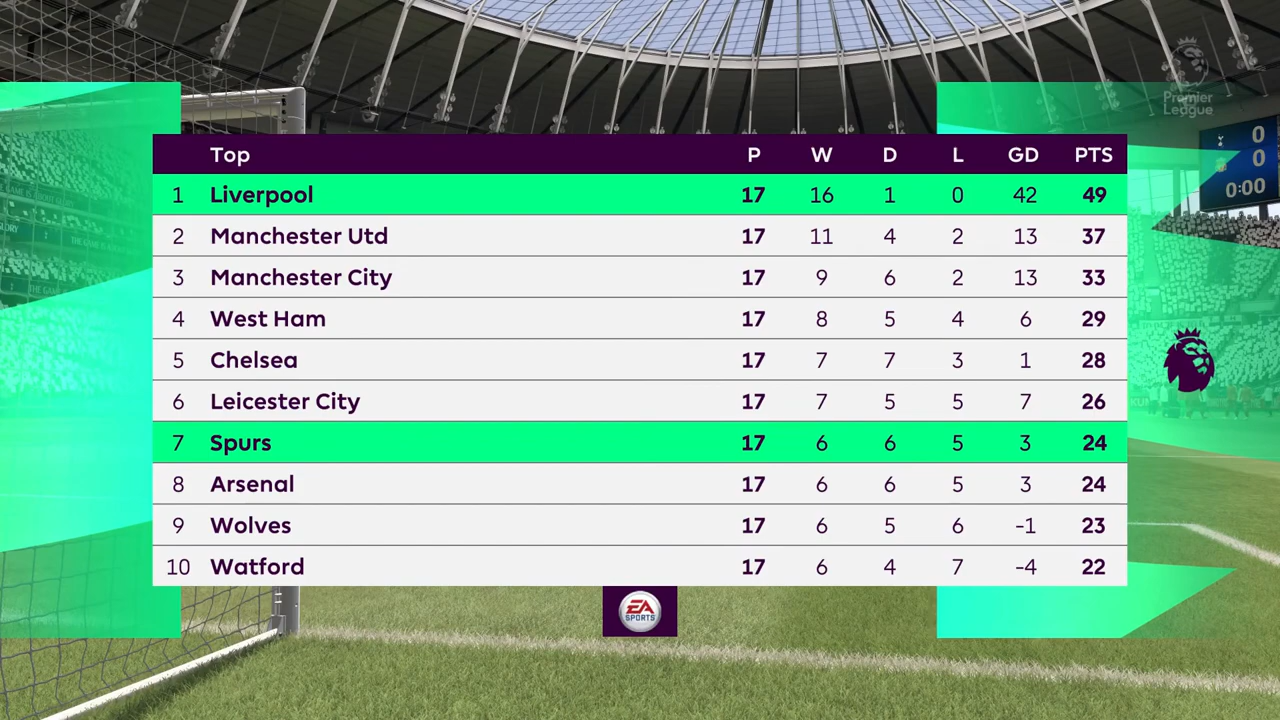 Premier
League
0
0
0:00
Top P W D L GD PTS
1 Liverpool 17 16 1 0 42 49
2 Manchester Utd 17 11 4 2 13 37
3 Manchester City 17 9 6 2 13 33
4 West Ham 17 8 5 4 6 29
5 Chelsea 17 7 7 3 1 28
6 Leicester City 17 7 5 5 7 26
7 Spurs 17 6 6 5 3 24
8 Arsenal 17 6 6 5 3 24
9 Wolves 17 6 5 6 -1 23
10 Watford 17 6 4 7 -4 22
EA
SPORTS